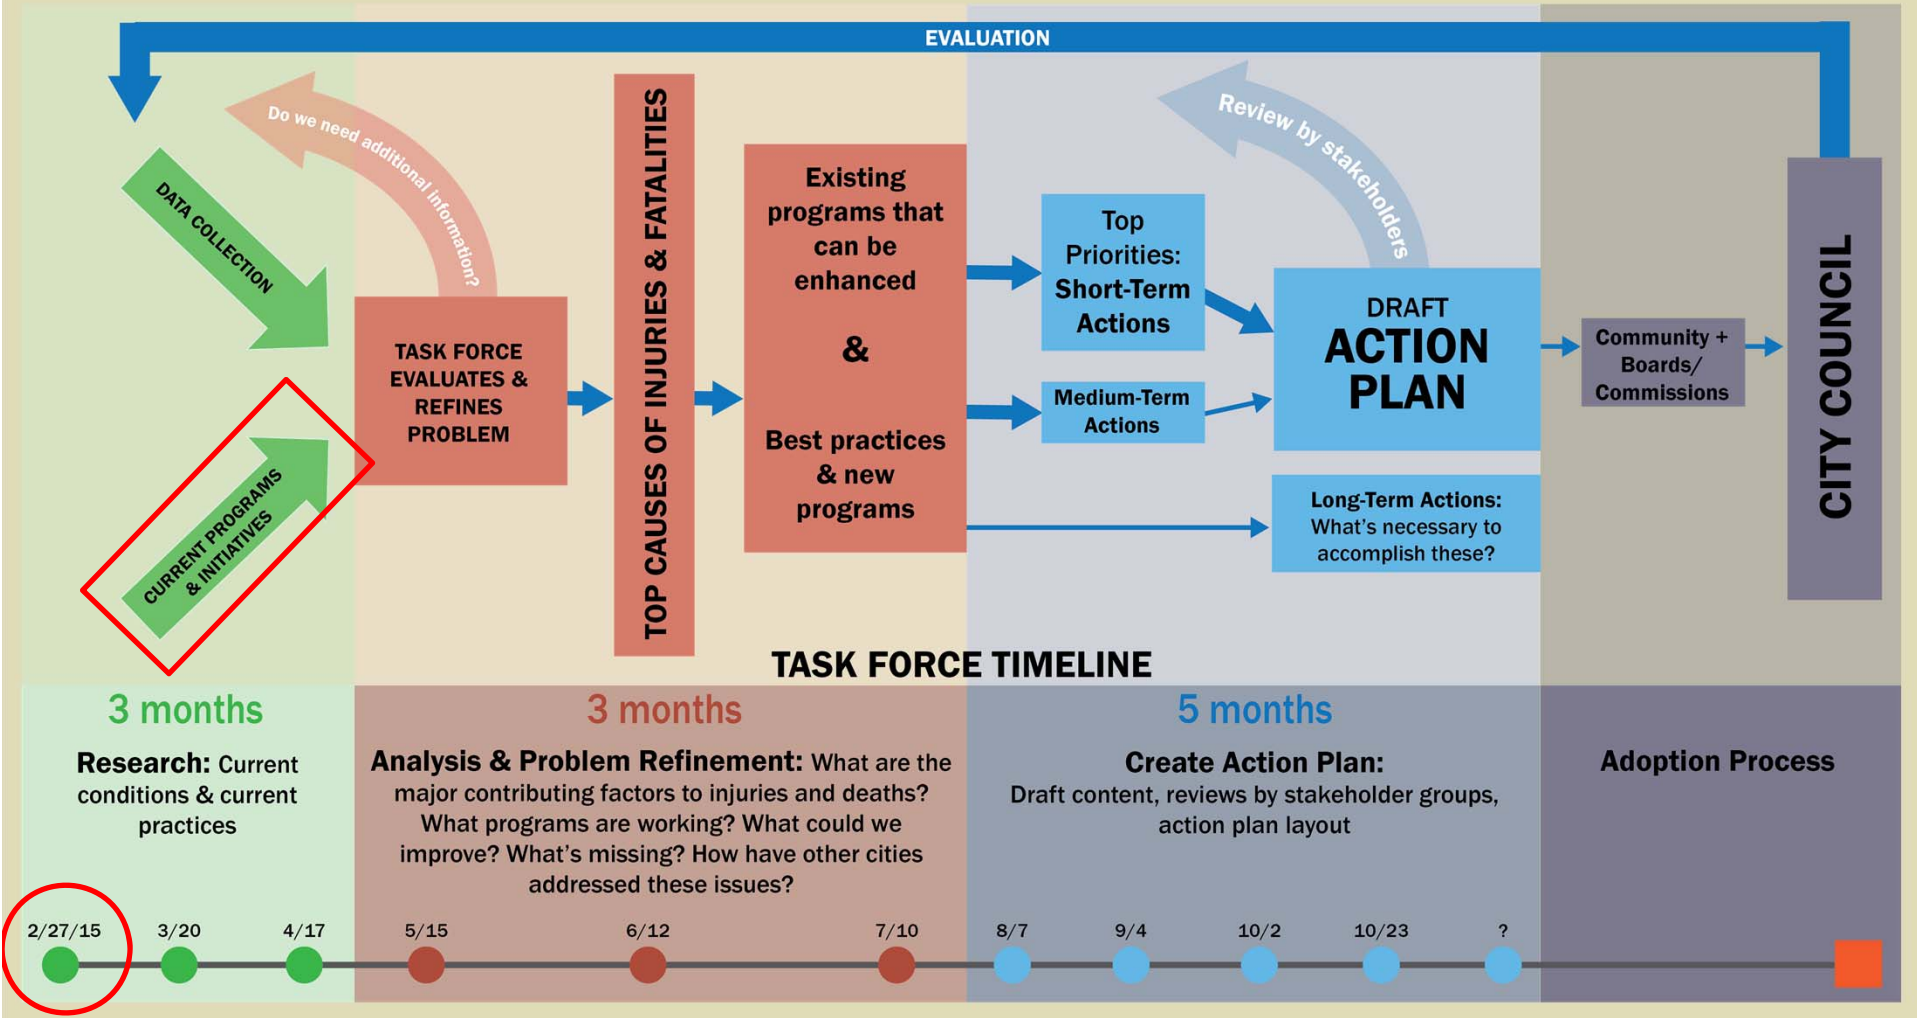 EVALUATION
Do we need additional information?
Review by stakeholders
DATA COLLECTION
CURRENT PROGRAMS
& INITIATIVES
TASK FORCE
EVALUATES &
REFINES
PROBLEM
TOP CAUSES OF INJURIES & FATALITIES
Existing
programs that
can be
enhanced
&
Best practices
& new
programs
Top
Priorities:
Short-Term
Actions
Medium-Term
Actions
DRAFT
ACTION
PLAN
Long-Term Actions:
What's necessary to
accomplish these?
Community +
Boards/
Commissions
CITY COUNCIL
TASK FORCE TIMELINE
3 months
Research: Current
conditions & current
practices
3 months
Analysis & Problem Refinement: What are the
major contributing factors to injuries and deaths?
What programs are working? What could we
improve? What's missing? How have other cities
addressed these issues?
5 months
Create Action Plan:
Draft content, reviews by stakeholder groups,
action plan layout
Adoption Process
2/27/15
3/20
4/17
5/15
6/12
7/10
8/7
9/4
10/2
10/23
?